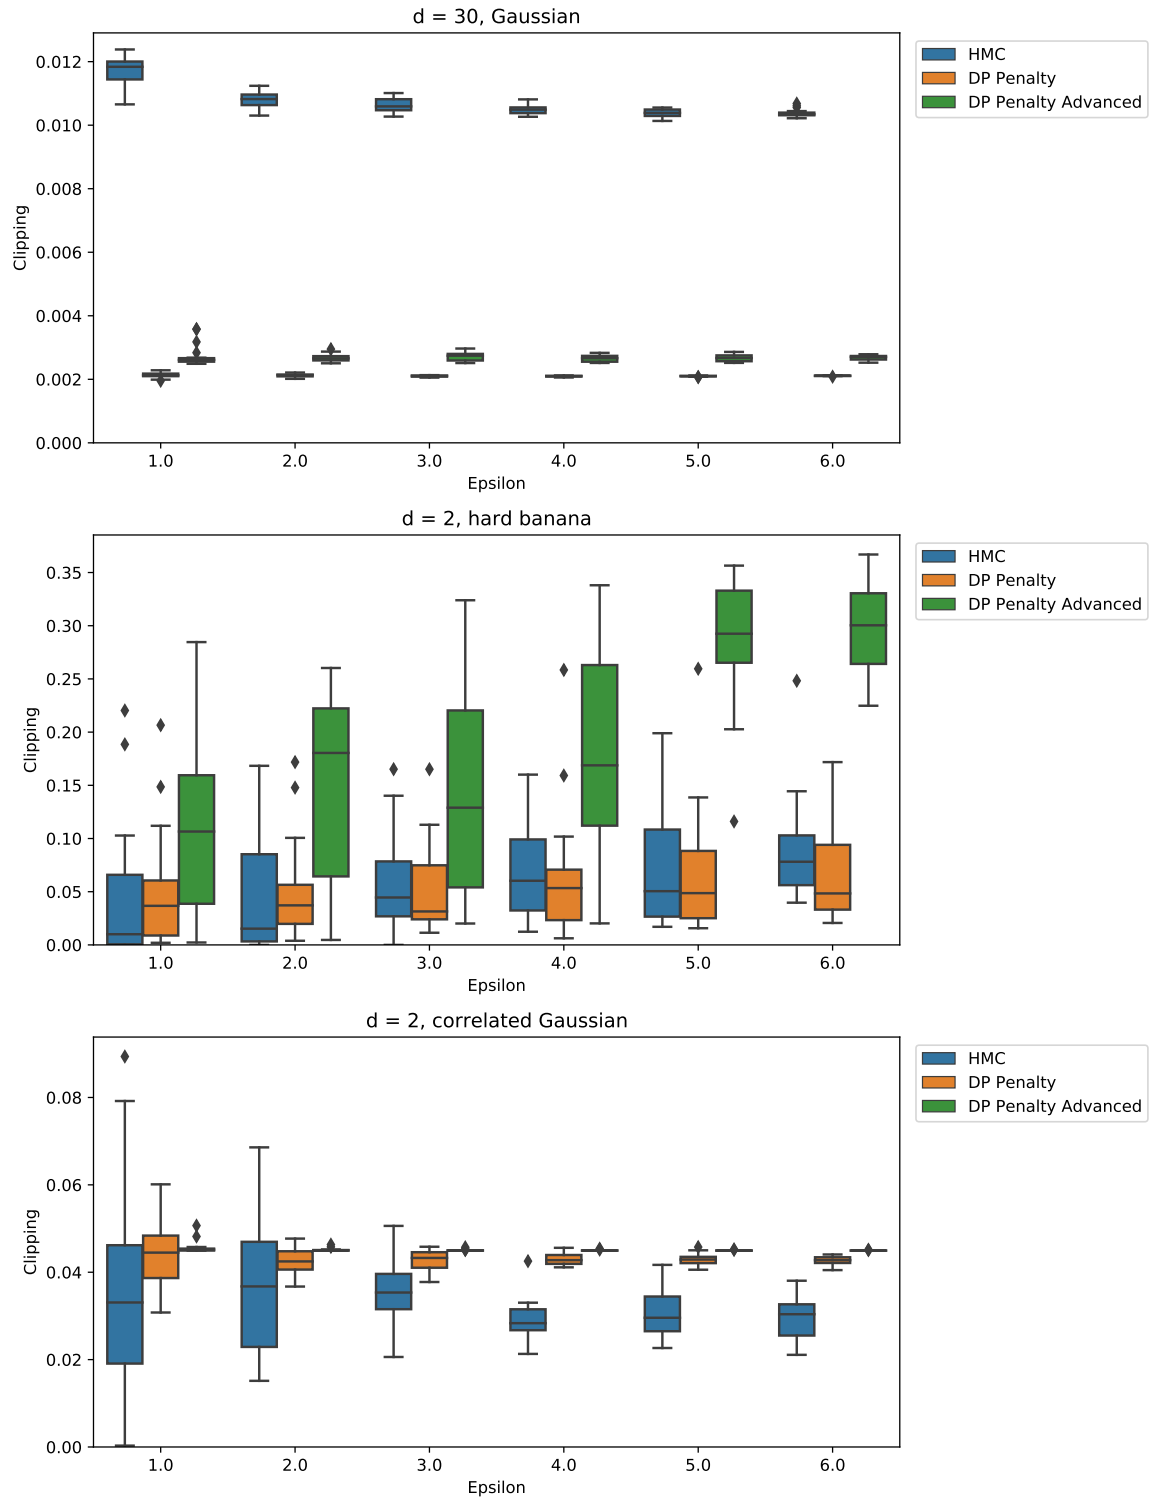 d = 30, Gaussian
0.012
0.010
0.008
0.006
0.004
0.002
0.000
Clipping
1.0 2.0 3.0 4.0 5.0 6.0
Epsilon
HMC
DP Penalty
DP Penalty Advanced
d = 2, hard banana
0.35
0.30
0.25
0.20
0.15
0.10
0.05
0.00
Clipping
1.0 2.0 3.0 4.0 5.0 6.0
Epsilon
HMC
DP Penalty
DP Penalty Advanced
d = 2, correlated Gaussian
0.08
0.06
0.04
0.02
0.00
Clipping
1.0 2.0 3.0 4.0 5.0 6.0
Epsilon
HMC
DP Penalty
DP Penalty Advanced